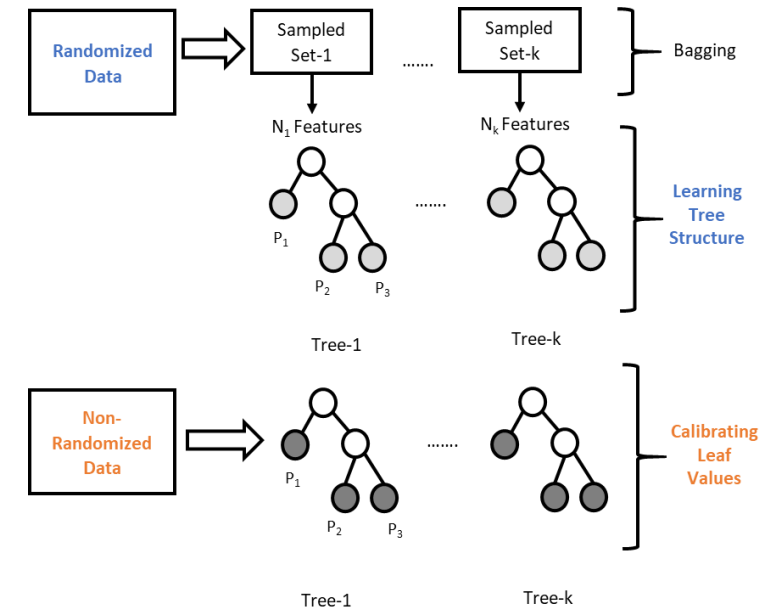 Randomized
Data
Sampled
Set-1
.......
Sampled
Set-k
Bagging
N₁ Features
Nₖ Features
P₁
P₂
P₃
.......
Learning
Tree
Structure
Tree-1
Tree-k
Non-
Randomized
Data
P₁
P₂
P₃
.......
Calibrating
Leaf
Values
Tree-1
Tree-k